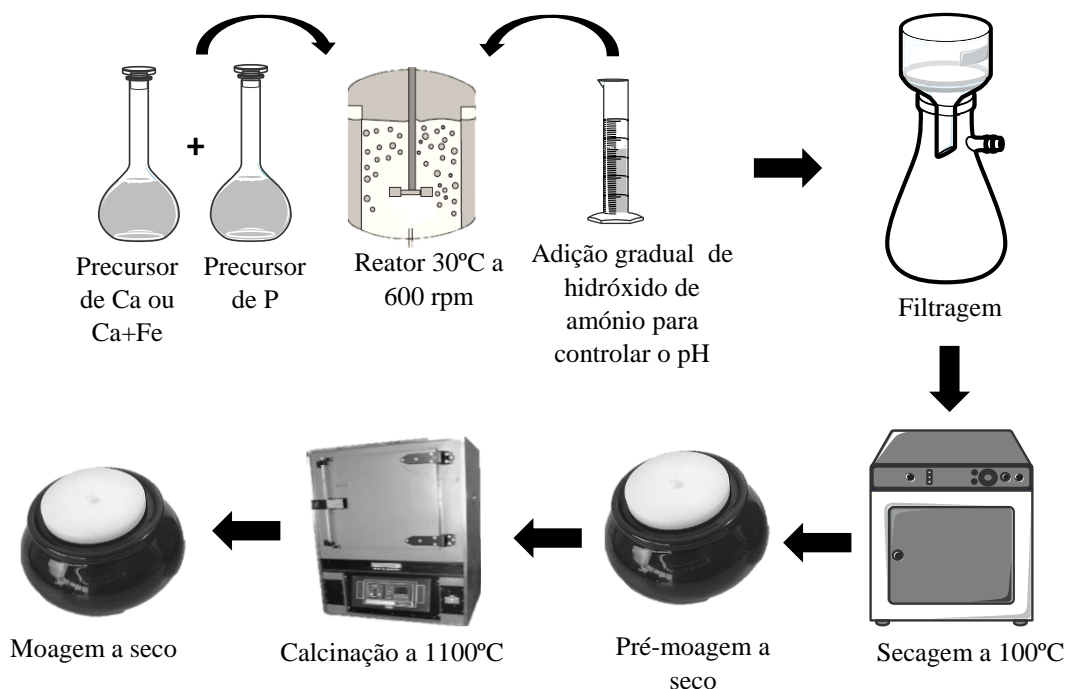 +
Precursor
de Ca ou
Ca+Fe
Precursor
de P
Reator 30ºC a
600 rpm
Adição gradual de
hidróxido de
amónio para
controlar o pH
Filtragem
Moagem a seco
Calcinação a 1100ºC
Pré-moagem a
seco
Secagem a 100ºC